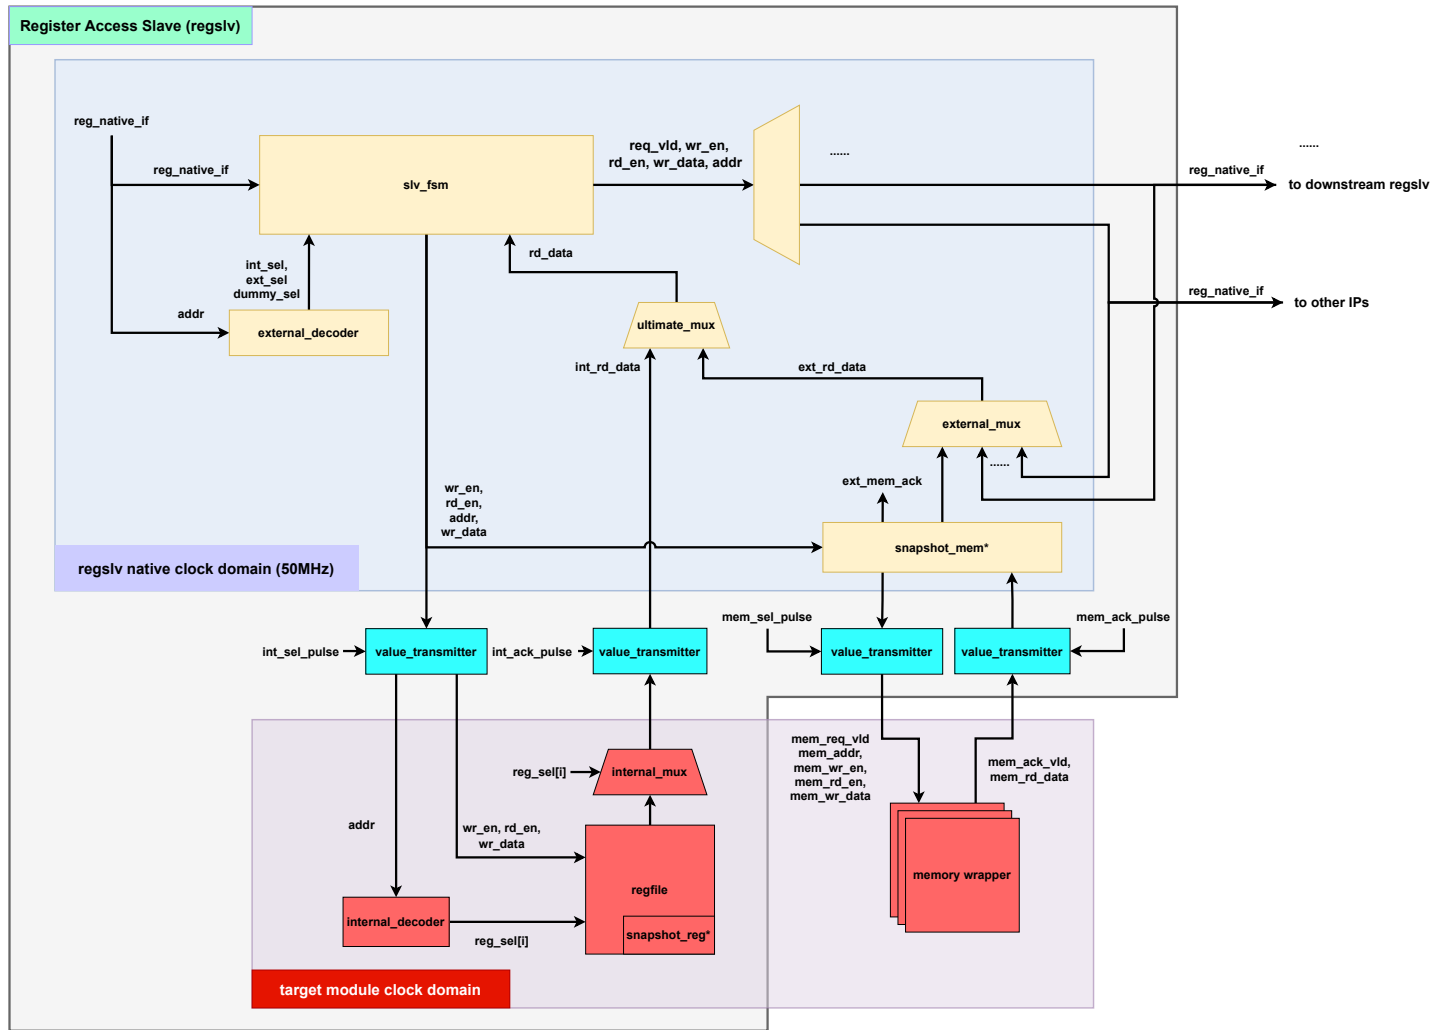 Register Access Slave (regslv)
reg_native_if
reg_native_if
slv_fsm
req_vld, wr_en,
rd_en, wr_data, addr
......
......
reg_native_if
to downstream regslv
int_sel,
ext_sel
dummy_sel
rd_data
addr
external_decoder
ultimate_mux
reg_native_if
to other IPs
int_rd_data
ext_rd_data
external_mux
......
wr_en,
rd_en,
addr,
wr_data
ext_mem_ack
snapshot_mem*
regslv native clock domain (50MHz)
int_sel_pulse
value_transmitter
int_ack_pulse
value_transmitter
mem_sel_pulse
value_transmitter
value_transmitter
mem_ack_pulse
mem_req_vld
mem_addr,
mem_wr_en,
mem_rd_en,
mem_wr_data
mem_ack_vld,
mem_rd_data
reg_sel[i]
internal_mux
addr
wr_en, rd_en,
wr_data
regfile
memory wrapper
internal_decoder
reg_sel[i]
snapshot_reg*
target module clock domain